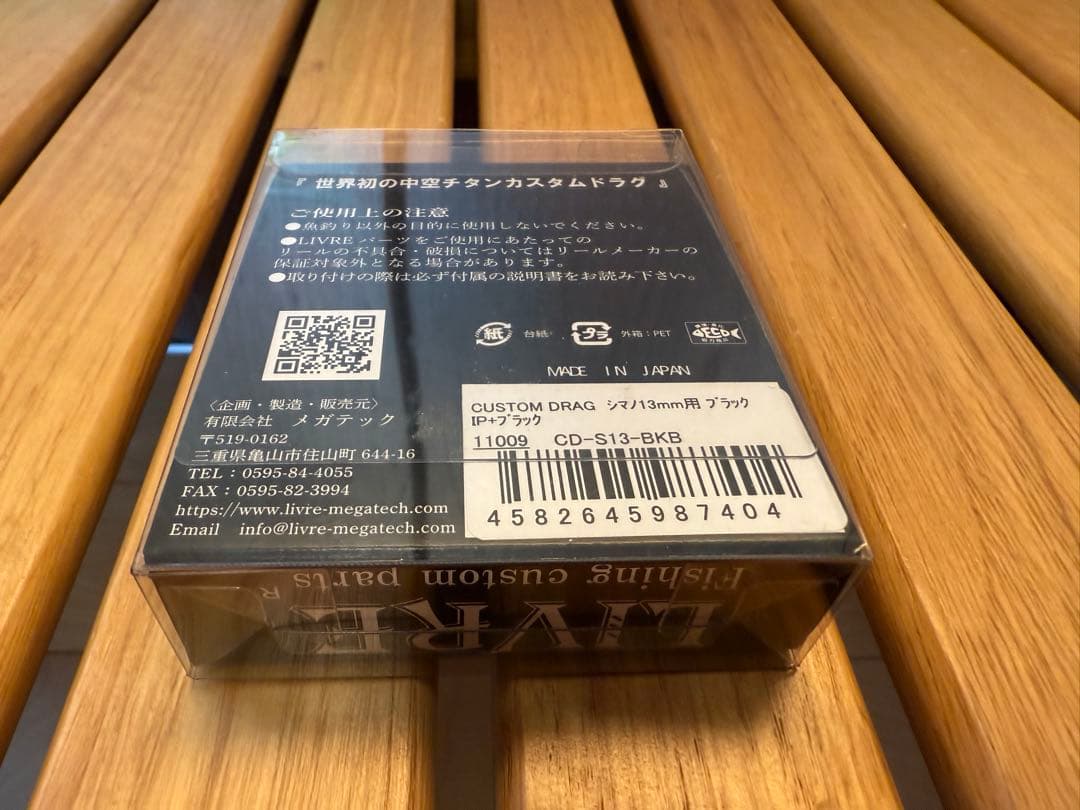 『 世界初の中空チタンカスタムドラグ 』
ご使用上の注意
●魚釣り以外の目的に使用しないでください。
●LIVRE パーツをご使用にあたっての
リールの不具合・破損についてはリールメーカーの
保証対象外となる場合があります。
●取り付けの際は必ず付属の説明書をお読み下さい。
紙 台紙 プラ 外箱：PET
MADE IN JAPAN
〈企画・製造・販売元〉
有限会社 メガテック
〒519-0162
三重県亀山市住山町 644-16
TEL：0595-84-4055
FAX：0595-82-3994
https://www.livre-megatech.com
Email info@livre-megatech.com
CUSTOM DRAG シマノ13mm用 ブラック
IP+ブラック
11009 CD-S13-BKB
4582645987404
Fishing custom parts
LIVRE R